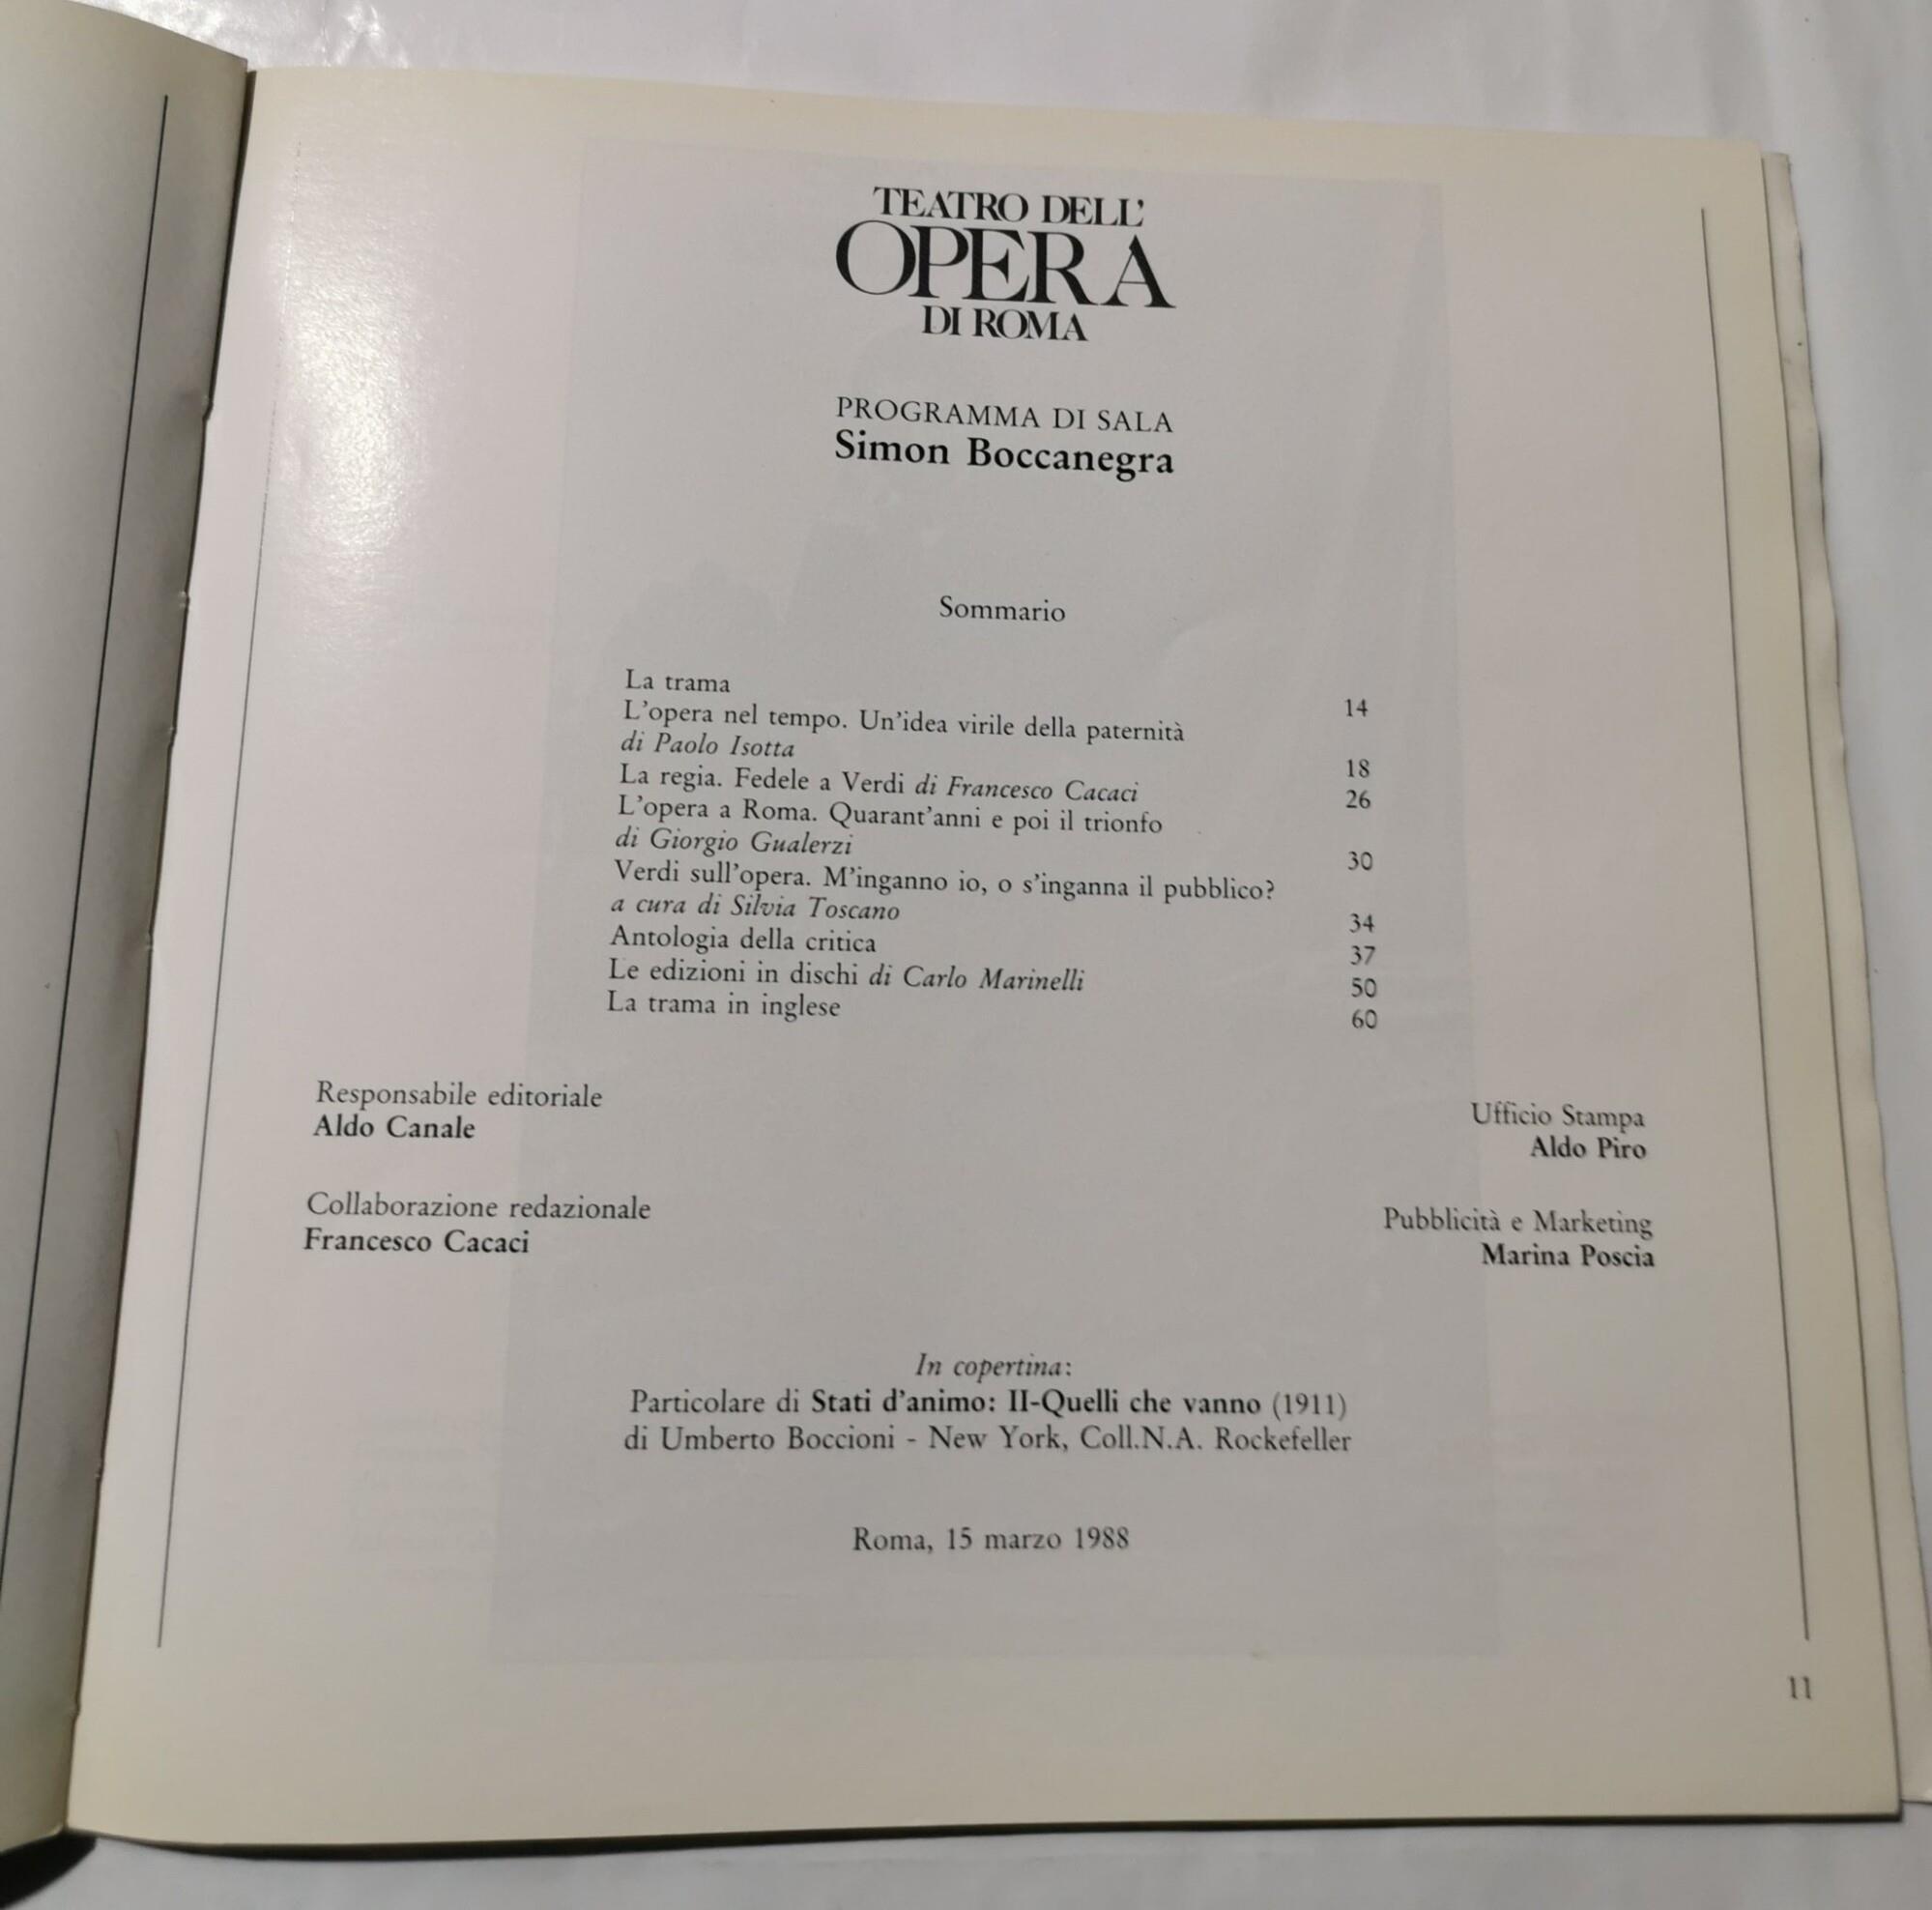 TEATRO DELL'
OPERA
DI ROMA
PROGRAMMA DI SALA
Simon Boccanegra
Sommario
La trama 14
L'opera nel tempo. Un'idea virile della paternità
di Paolo Isotta 18
La regia. Fedele a Verdi di Francesco Cacaci 26
L'opera a Roma. Quarant'anni e poi il trionfo
di Giorgio Gualerzi 30
Verdi sull'opera. M'inganno io, o s'inganna il pubblico?
a cura di Silvia Toscano 34
Antologia della critica 37
Le edizioni in dischi di Carlo Marinelli 50
La trama in inglese 60
Responsabile editoriale
Aldo Canale
Ufficio Stampa
Aldo Piro
Collaborazione redazionale
Francesco Cacaci
Pubblicità e Marketing
Marina Poscia
In copertina:
Particolare di Stati d'animo: II-Quelli che vanno (1911)
di Umberto Boccioni - New York, Coll.N.A. Rockefeller
Roma, 15 marzo 1988
11